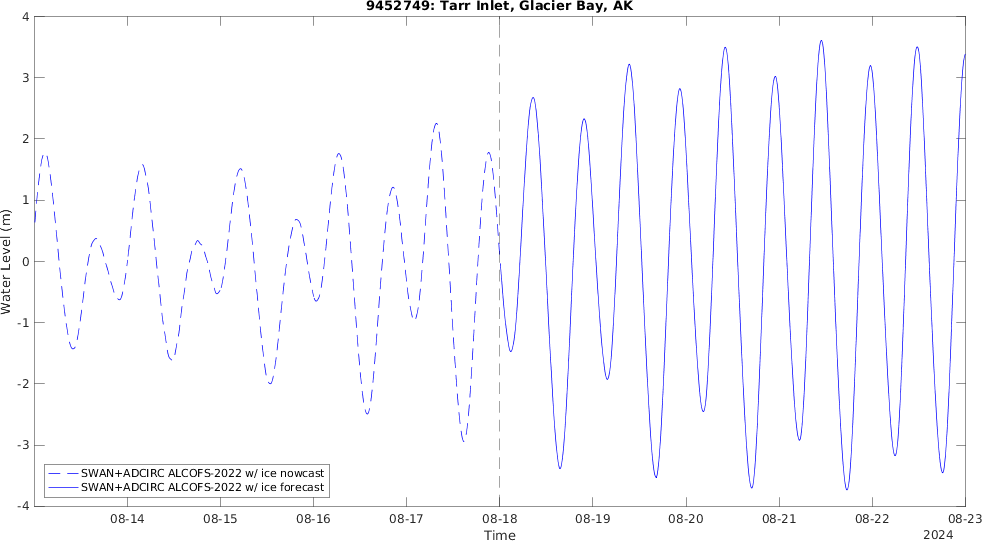 9452749: Tarr Inlet, Glacier Bay, AK
4
3
2
1
0
-1
-2
-3
-4
Water Level (m)
SWAN+ADCIRC ALCOFS-2022 w/ ice nowcast
SWAN+ADCIRC ALCOFS-2022 w/ ice forecast
08-14 08-15 08-16 08-17 08-18 08-19 08-20 08-21 08-22 08-23
Time
2024